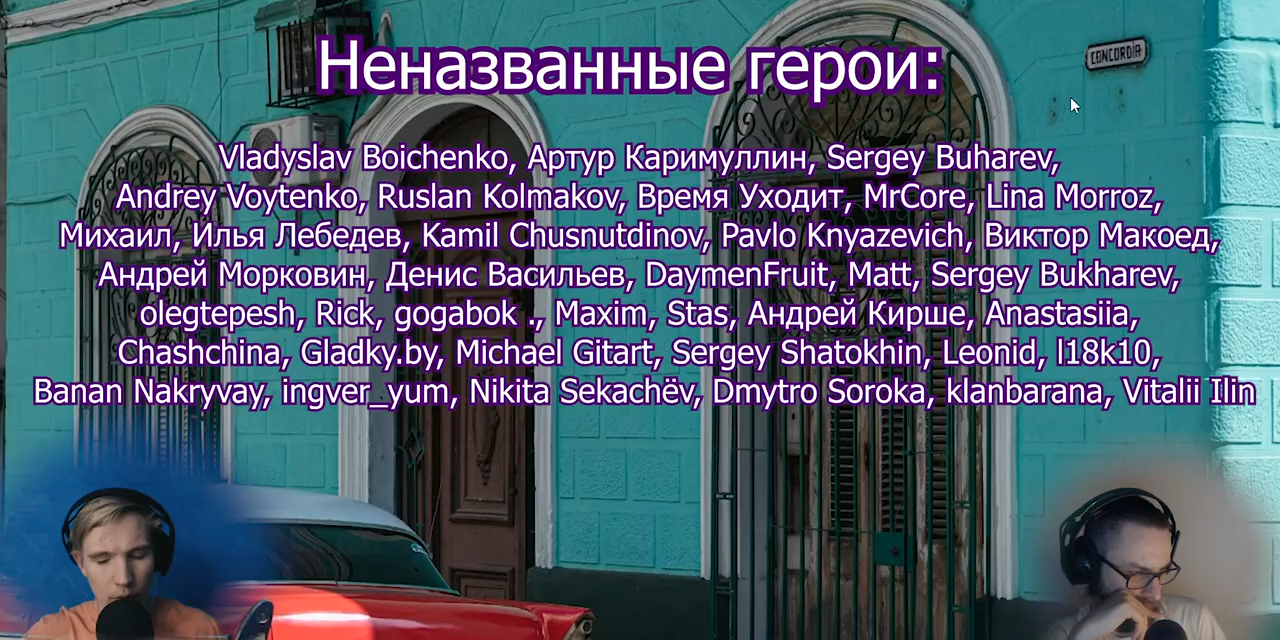 Неназванные герои:
CONCORDIA
Vladyslav Boichenko, Артур Каримуллин, Sergey Buharev,
Andrey Voytenko, Ruslan Kolmakov, Время Уходит, MrCore, Lina Morroz,
Михаил, Илья Лебедев, Kamil Chusnutdinov, Pavlo Knyazevich, Виктор Макоед,
Андрей Морковин, Денис Васильев, DaymenFruit, Matt, Sergey Bukharev,
olegtepesh, Rick, gogabok ., Maxim, Stas, Андрей Кирше, Anastasiia,
Chashchina, Gladky.by, Michael Gitart, Sergey Shatokhin, Leonid, l18k10,
Banan Nakryvay, ingver_yum, Nikita Sekachëv, Dmytro Soroka, klanbarana, Vitalii Ilin